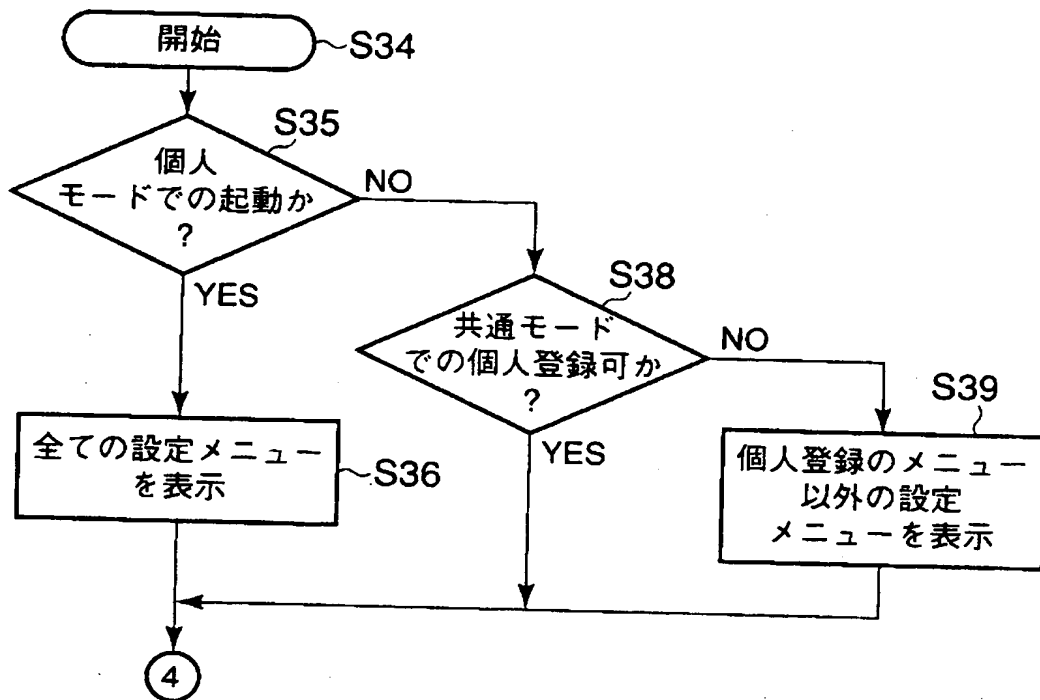 開始
S34
S35
個人
モードでの起動か
?
NO
YES
S38
共通モード
での個人登録可か
?
NO
YES
S39
全ての設定メニュー
を表示
S36
個人登録のメニュー
以外の設定
メニューを表示
4